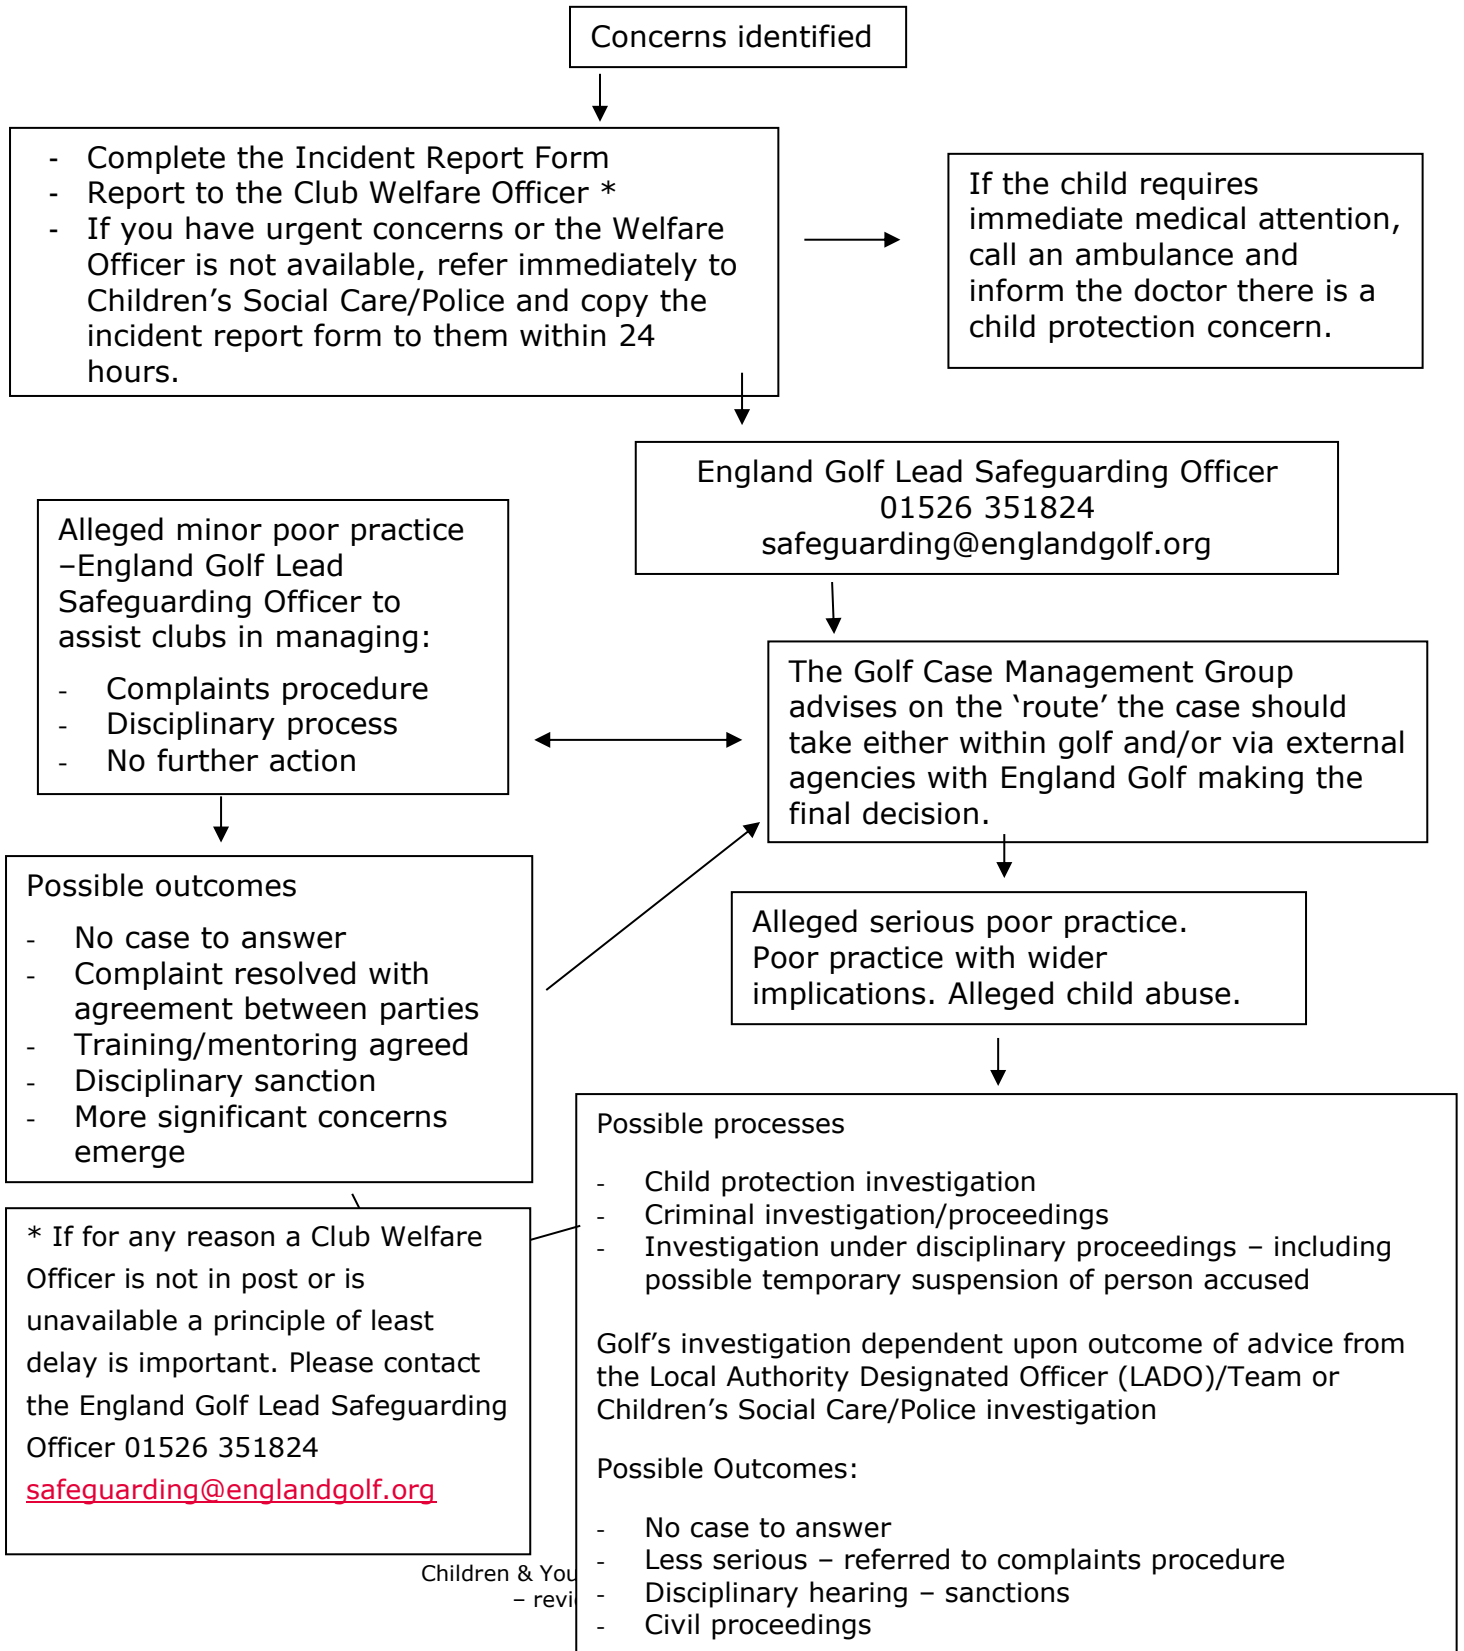 Concerns identified
- Complete the Incident Report Form
- Report to the Club Welfare Officer *
- If you have urgent concerns or the Welfare
Officer is not available, refer immediately to
Children’s Social Care/Police and copy the
incident report form to them within 24
hours.
If the child requires
immediate medical attention,
call an ambulance and
inform the doctor there is a
child protection concern.
England Golf Lead Safeguarding Officer
01526 351824
safeguarding@englandgolf.org
Alleged minor poor practice
–England Golf Lead
Safeguarding Officer to
assist clubs in managing:
- Complaints procedure
- Disciplinary process
- No further action
The Golf Case Management Group
advises on the ‘route’ the case should
take either within golf and/or via external
agencies with England Golf making the
final decision.
Possible outcomes
- No case to answer
- Complaint resolved with
agreement between parties
- Training/mentoring agreed
- Disciplinary sanction
- More significant concerns
emerge
Alleged serious poor practice.
Poor practice with wider
implications. Alleged child abuse.
Possible processes
- Child protection investigation
- Criminal investigation/proceedings
- Investigation under disciplinary proceedings – including
possible temporary suspension of person accused
Golf’s investigation dependent upon outcome of advice from
the Local Authority Designated Officer (LADO)/Team or
Children’s Social Care/Police investigation
Possible Outcomes:
- No case to answer
- Less serious – referred to complaints procedure
- Disciplinary hearing – sanctions
- Civil proceedings
* If for any reason a Club Welfare
Officer is not in post or is
unavailable a principle of least
delay is important. Please contact
the England Golf Lead Safeguarding
Officer 01526 351824
safeguarding@englandgolf.org
Children &
–